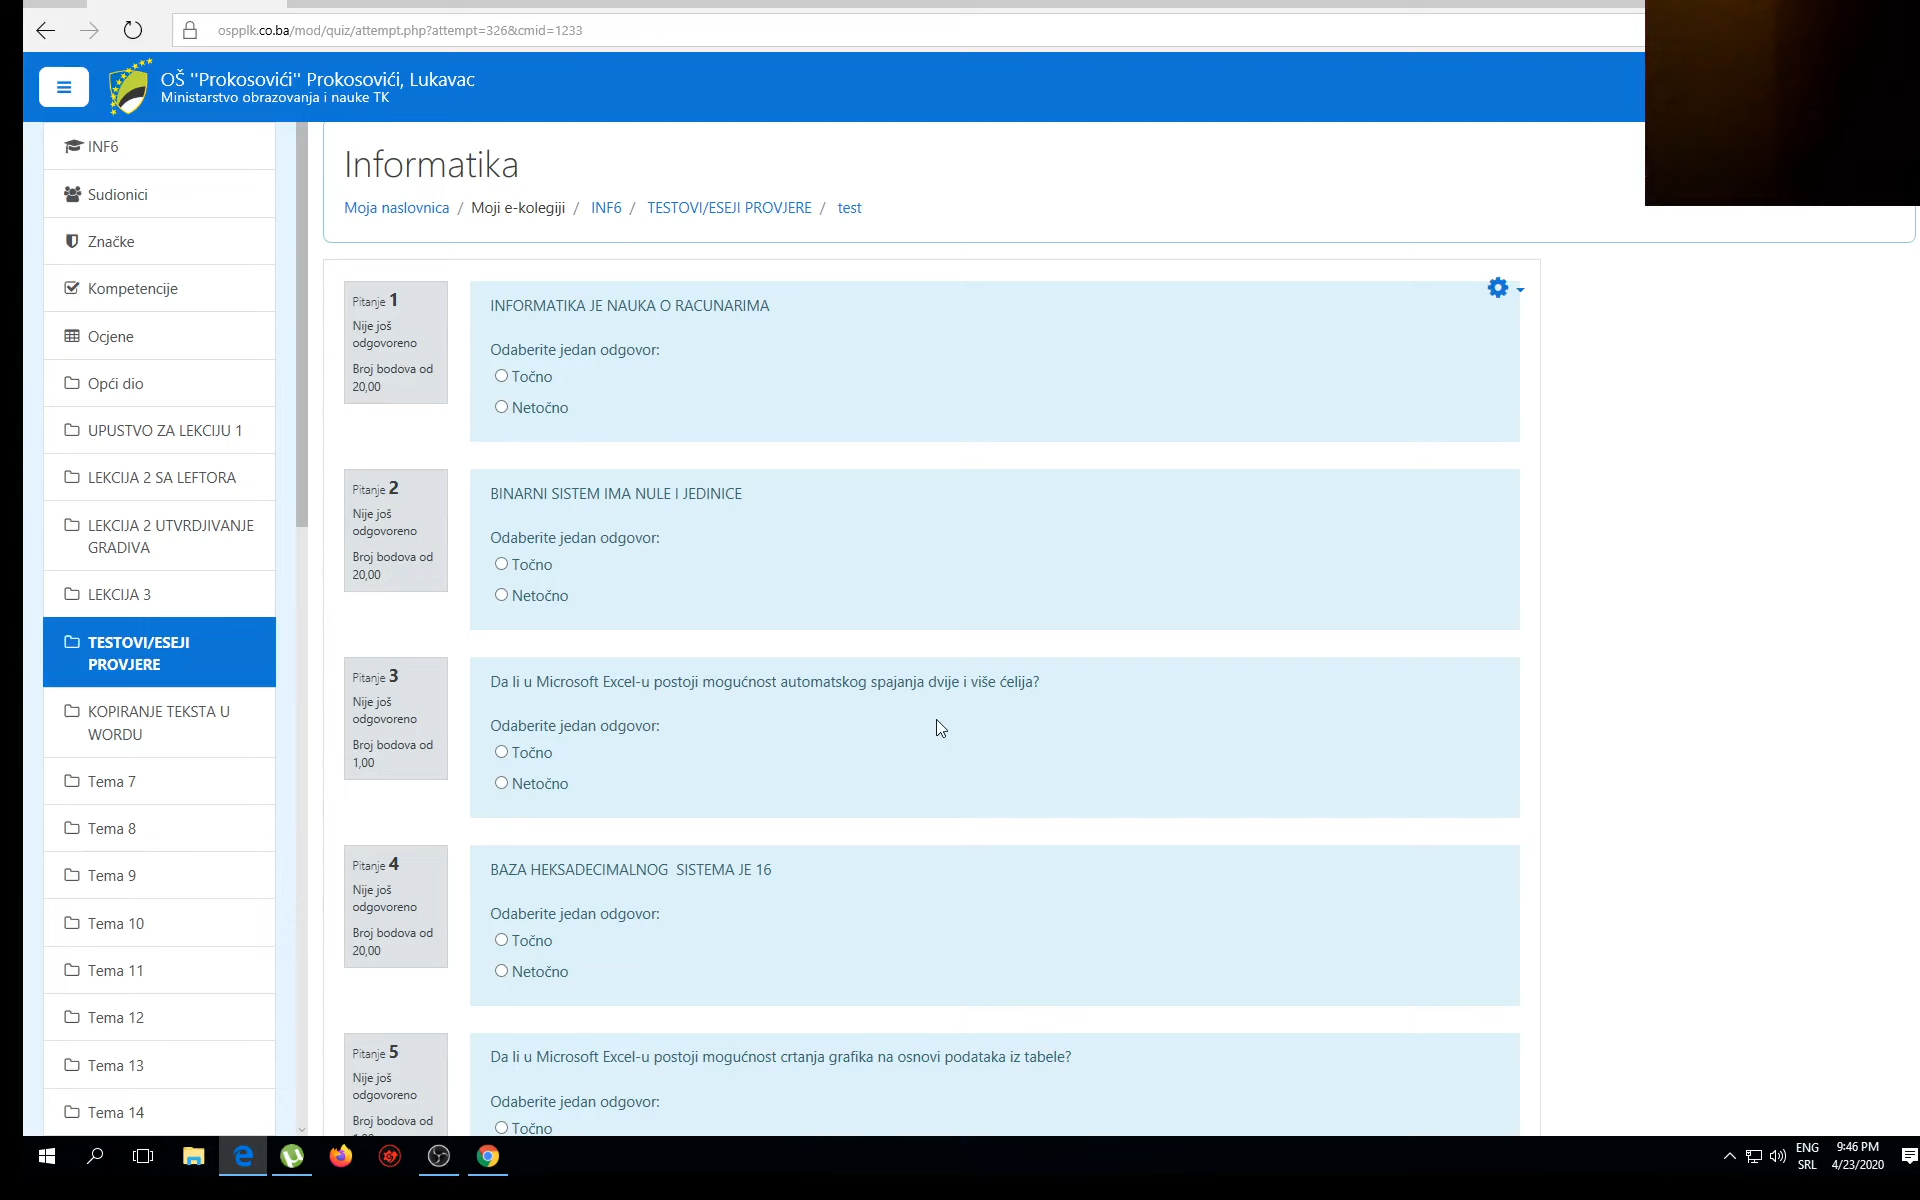 ospplk.co.ba/mod/quiz/attempt.php?attempt=326&cmid=1233
OŠ "Prokosovići" Prokosovići, Lukavac
Ministarstvo obrazovanja i nauke TK
INF6
Sudionici
Značke
Kompetencije
Ocjene
Opći dio
UPUSTVO ZA LEKCIJU 1
LEKCIJA 2 SA LEFTORA
LEKCIJA 2 UTVRDJIVANJE
GRADIVA
LEKCIJA 3
TESTOVI/ESEJI
PROVJERE
KOPIRANJE TEKSTA U
WORDU
Tema 7
Tema 8
Tema 9
Tema 10
Tema 11
Tema 12
Tema 13
Tema 14
Informatika
Moja naslovnica / Moji e-kolegiji / INF6 / TESTOVI/ESEJI PROVJERE / test
Pitanje 1
Nije još
odgovoreno
Broj bodova od
20,00
INFORMATIKA JE NAUKA O RACUNARIMA
Odaberite jedan odgovor:
Točno
Netočno
Pitanje 2
Nije još
odgovoreno
Broj bodova od
20,00
BINARNI SISTEM IMA NULE I JEDINICE
Odaberite jedan odgovor:
Točno
Netočno
Pitanje 3
Nije još
odgovoreno
Broj bodova od
1,00
Da li u Microsoft Excel-u postoji mogućnost automatskog spajanja dvije i više ćelija?
Odaberite jedan odgovor:
Točno
Netočno
Pitanje 4
Nije još
odgovoreno
Broj bodova od
20,00
BAZA HEKSADECIMALNOG  SISTEMA JE 16
Odaberite jedan odgovor:
Točno
Netočno
Pitanje 5
Nije još
odgovoreno
Broj bodova od
Da li u Microsoft Excel-u postoji mogućnost crtanja grafika na osnovi podataka iz tabele?
Odaberite jedan odgovor:
Točno
ENG
SRL
9:46 PM
4/23/2020